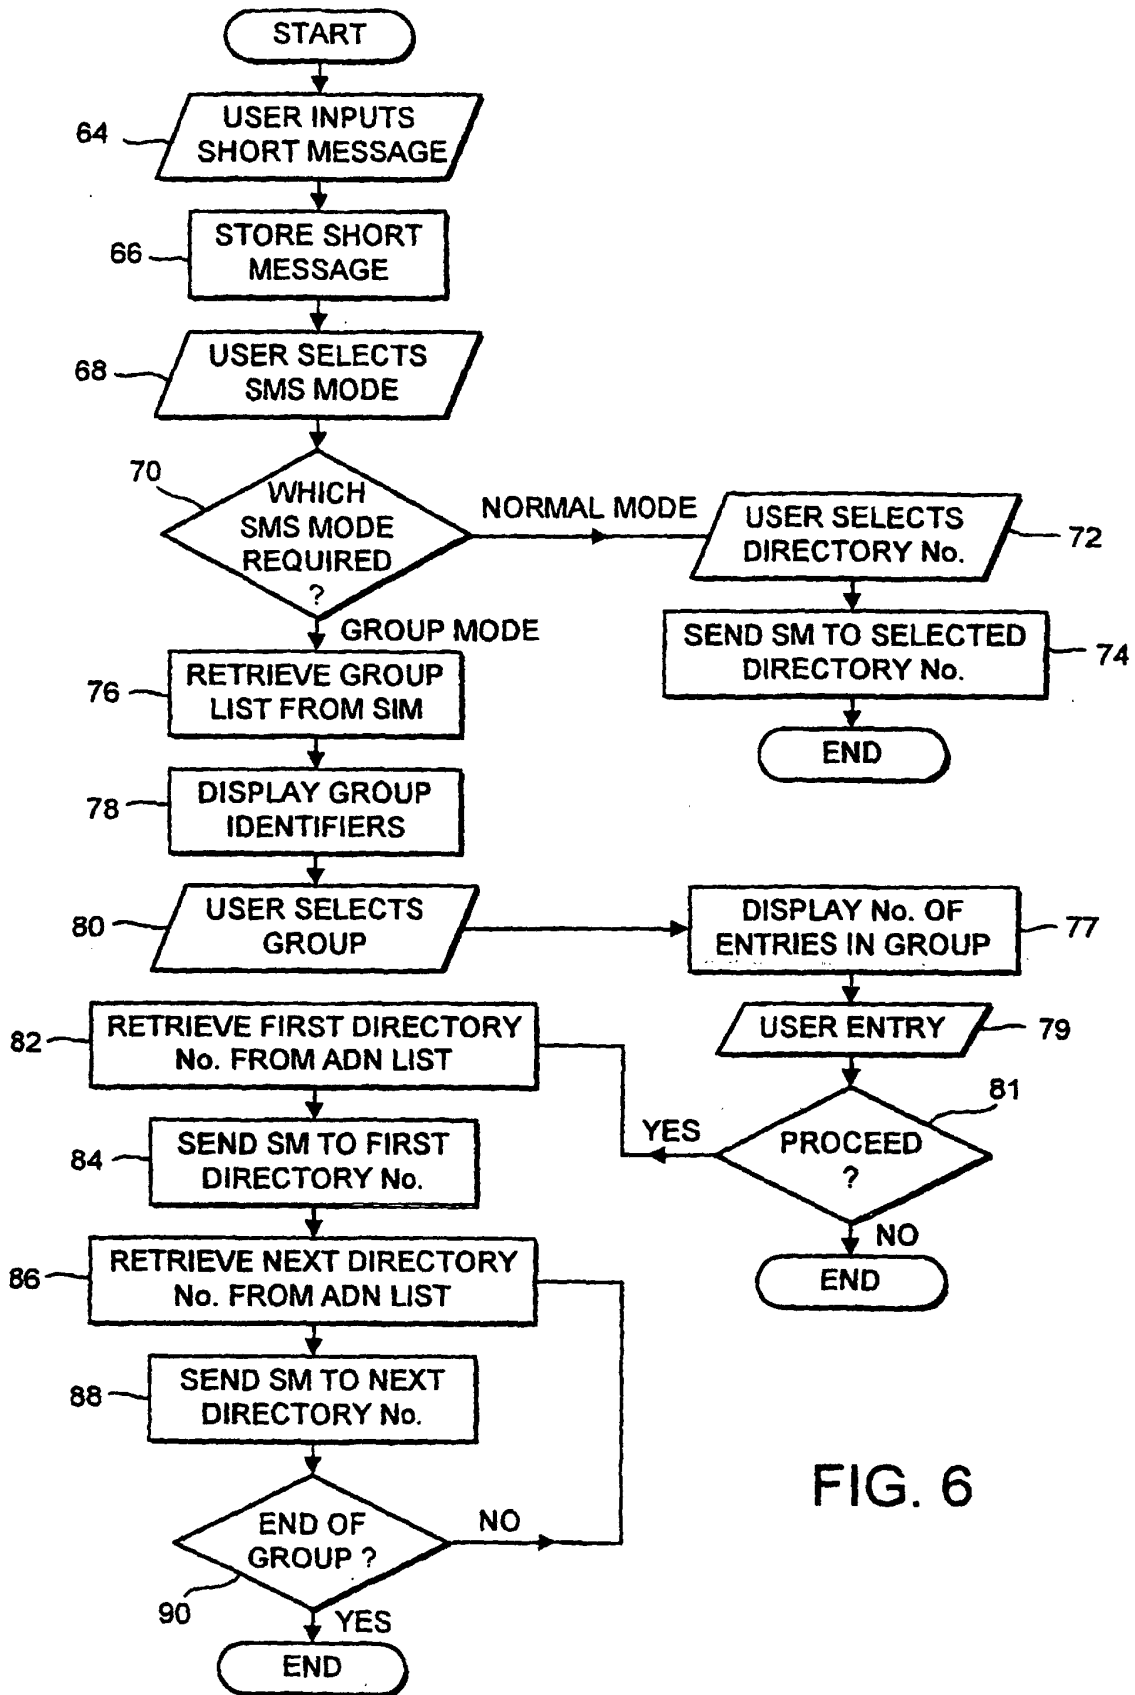 START
64
USER INPUTS
SHORT MESSAGE
66
STORE SHORT
MESSAGE
68
USER SELECTS
SMS MODE
70
WHICH
SMS MODE
REQUIRED
?
NORMAL MODE
USER SELECTS
DIRECTORY No.
72
GROUP MODE
SEND SM TO SELECTED
DIRECTORY No.
74
END
76
RETRIEVE GROUP
LIST FROM SIM
78
DISPLAY GROUP
IDENTIFIERS
80
USER SELECTS
GROUP
DISPLAY No. OF
ENTRIES IN GROUP
77
USER ENTRY
79
81
PROCEED
?
YES
NO
END
82
RETRIEVE FIRST DIRECTORY
No. FROM ADN LIST
84
SEND SM TO FIRST
DIRECTORY No.
86
RETRIEVE NEXT DIRECTORY
No. FROM ADN LIST
88
SEND SM TO NEXT
DIRECTORY No.
END OF
GROUP ?
NO
90
YES
END
FIG. 6